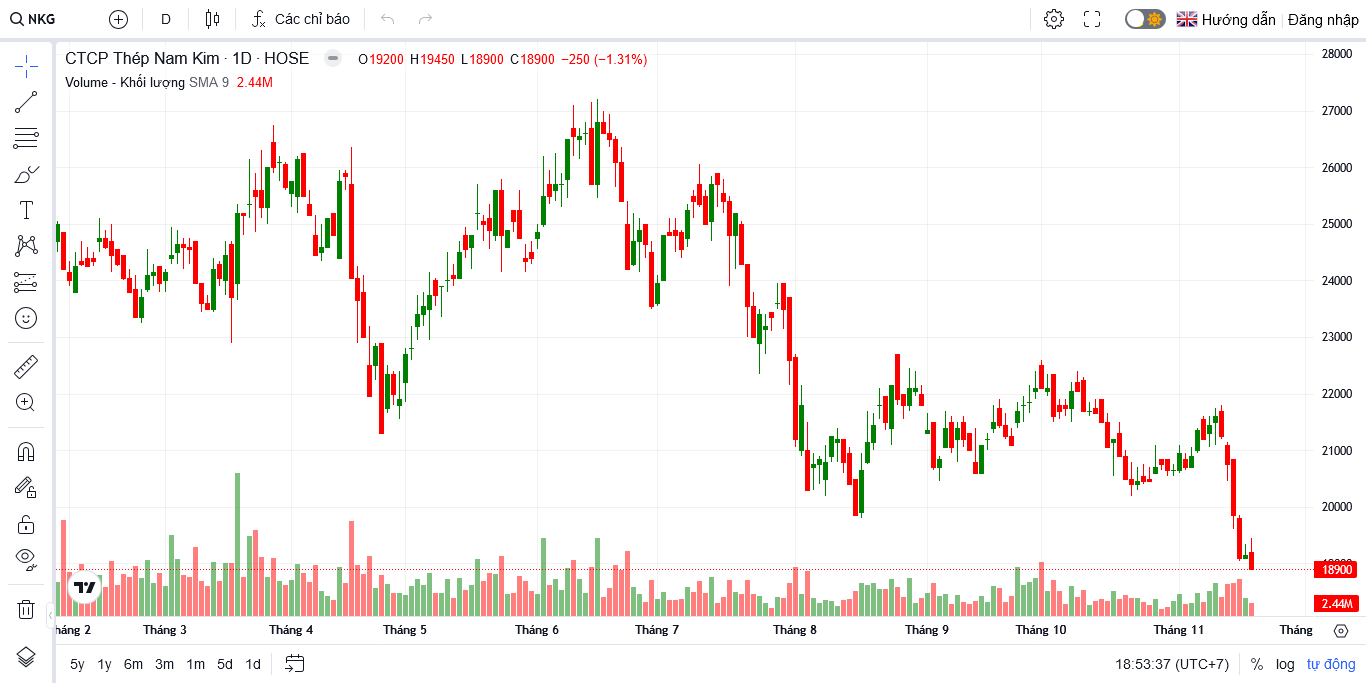 NKG D Các chỉ báo Hướng dẫn Đăng nhập
CTCP Thép Nam Kim · 1D · HOSE O19200 H19450 L18900 C18900 −250 (−1.31%)
Volume - Khối lượng SMA 9 2.44M
28000
27000
26000
25000
24000
23000
22000
21000
20000
18900
2.44M
háng 2 Tháng 3 Tháng 4 Tháng 5 Tháng 6 Tháng 7 Tháng 8 Tháng 9 Tháng 10 Tháng 11 Tháng
5y 1y 6m 3m 1m 5d 1d 18:53:37 (UTC+7) % log tự động